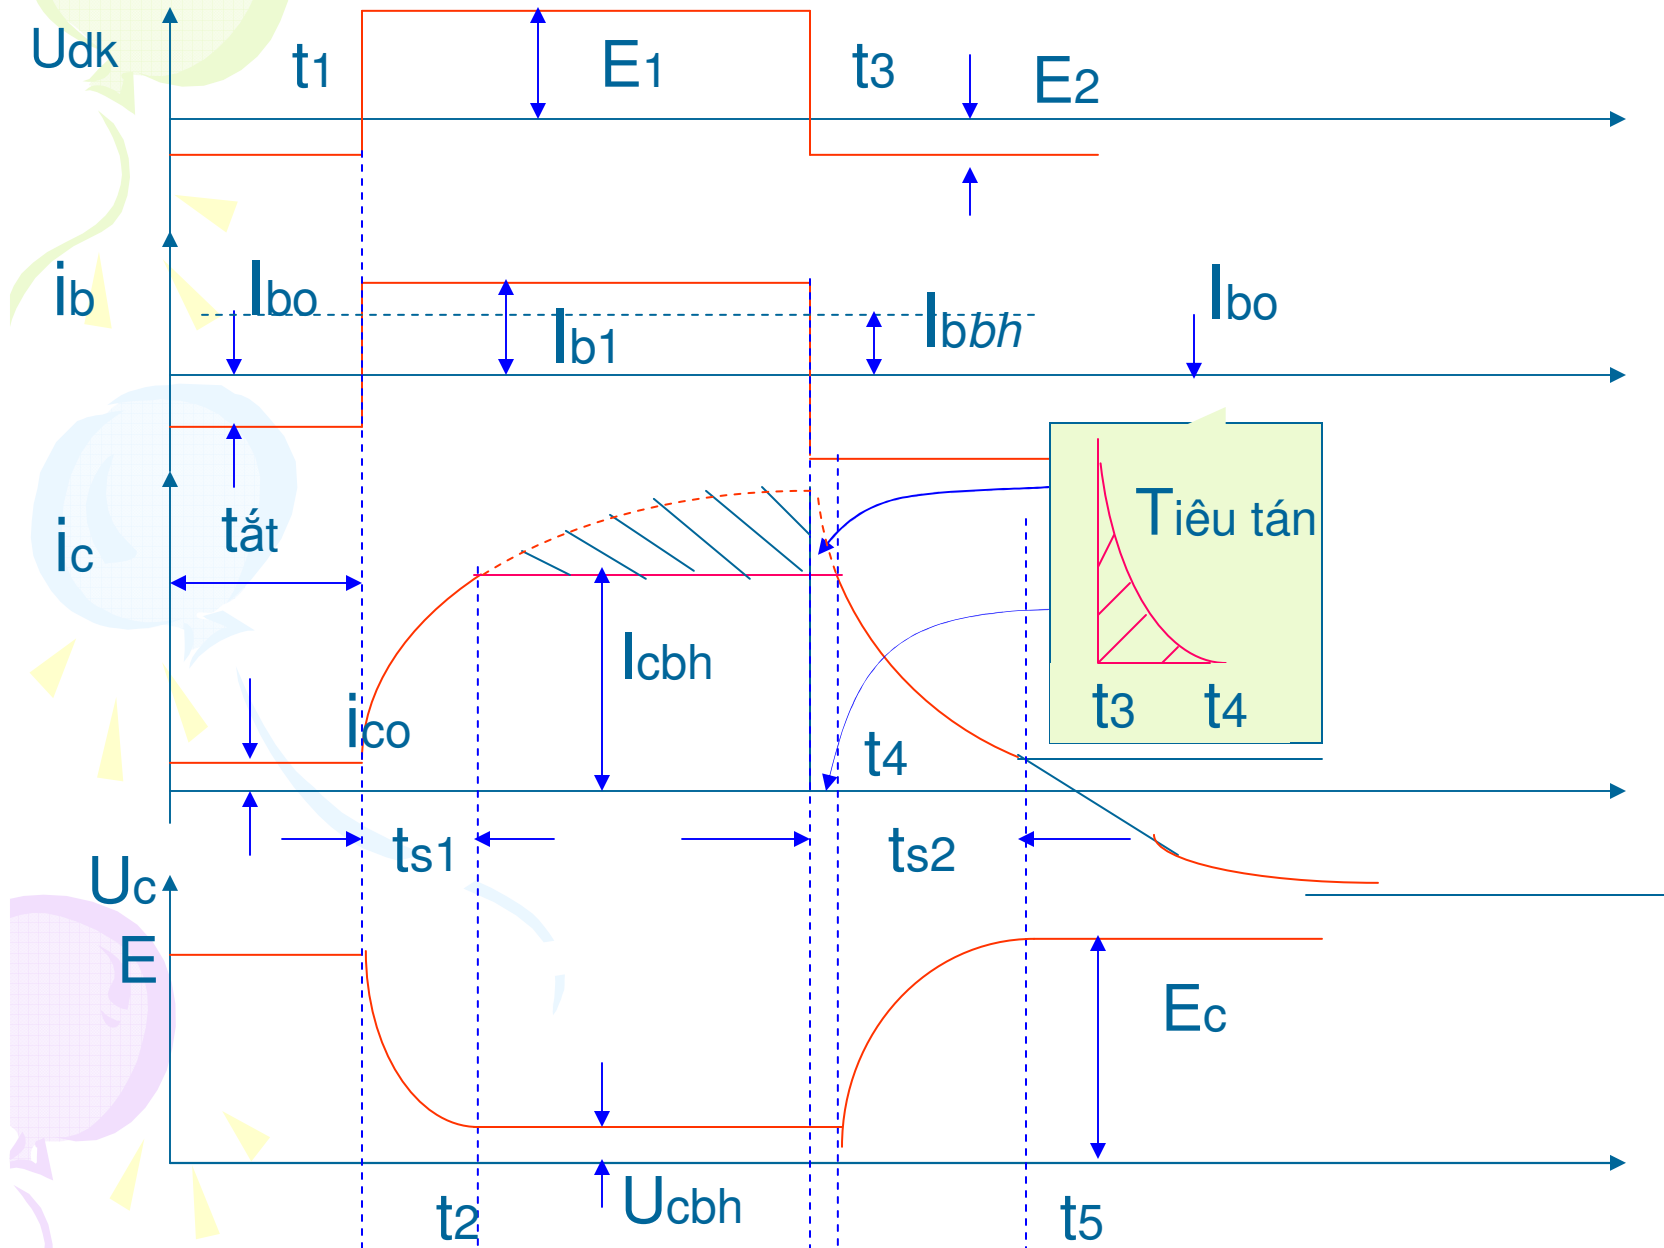 Udk
t1
E1
t3
E2
ib
Ibo
Ib1
Ibbh
Ibo
ic
tắt
Tiêu tán
Icbh
ico
t3
t4
t4
ts1
ts2
Uc
E
Ec
Ucbh
t2
t5